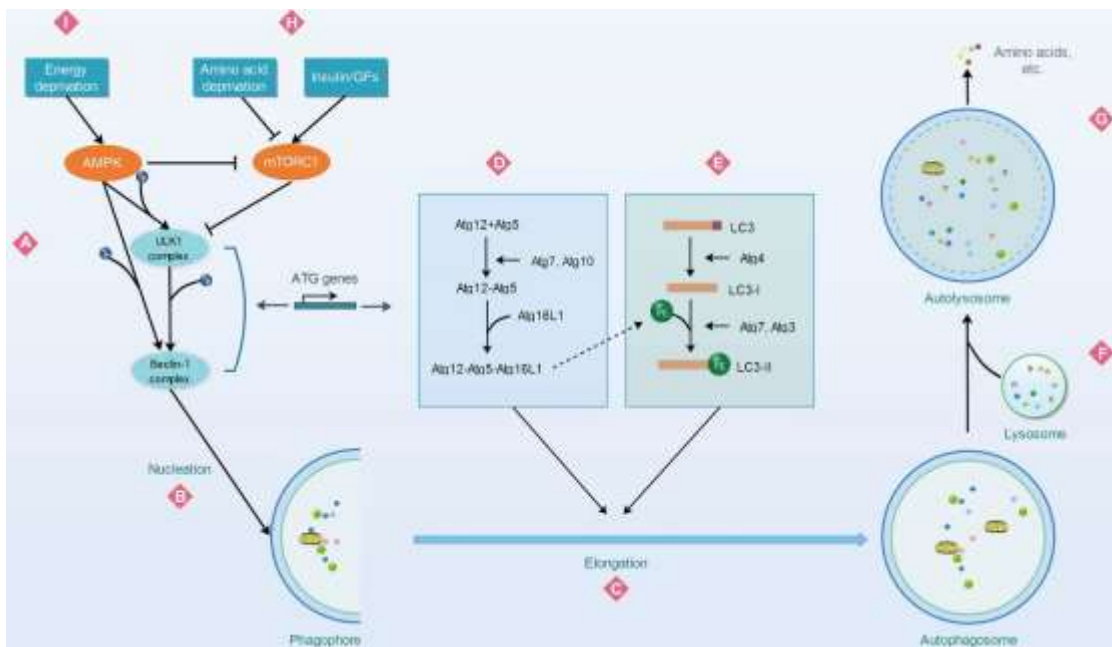 I
H
Energy
deprivation
Amino acid
deprivation
Insulin/GFs
Amino acids,
etc.
G
AMPK
mTORC1
D
E
A
ULK1
complex
ATG genes
Atg12+Atg5
Atg7, Atg10
Atg12-Atg5
Atg16L1
Atg12-Atg5-Atg16L1
LC3
Atg4
LC3-I
Atg7, Atg3
LC3-II
Autolysosome
F
Beclin-1
complex
Lysosome
Nucleation
B
Elongation
C
Phagophore
Autophagosome